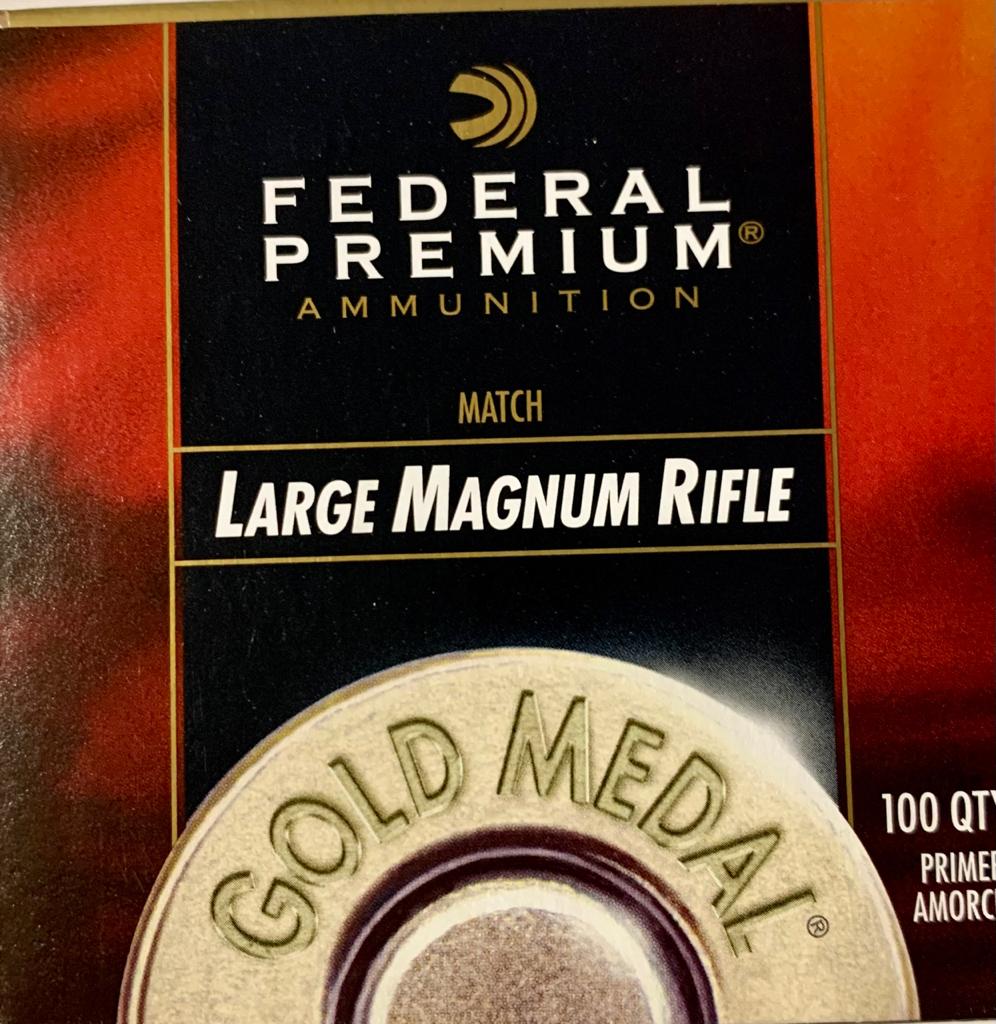 FEDERAL
PREMIUM®
AMMUNITION
MATCH
LARGE MAGNUM RIFLE
GOLD MEDAL®
100 QTY